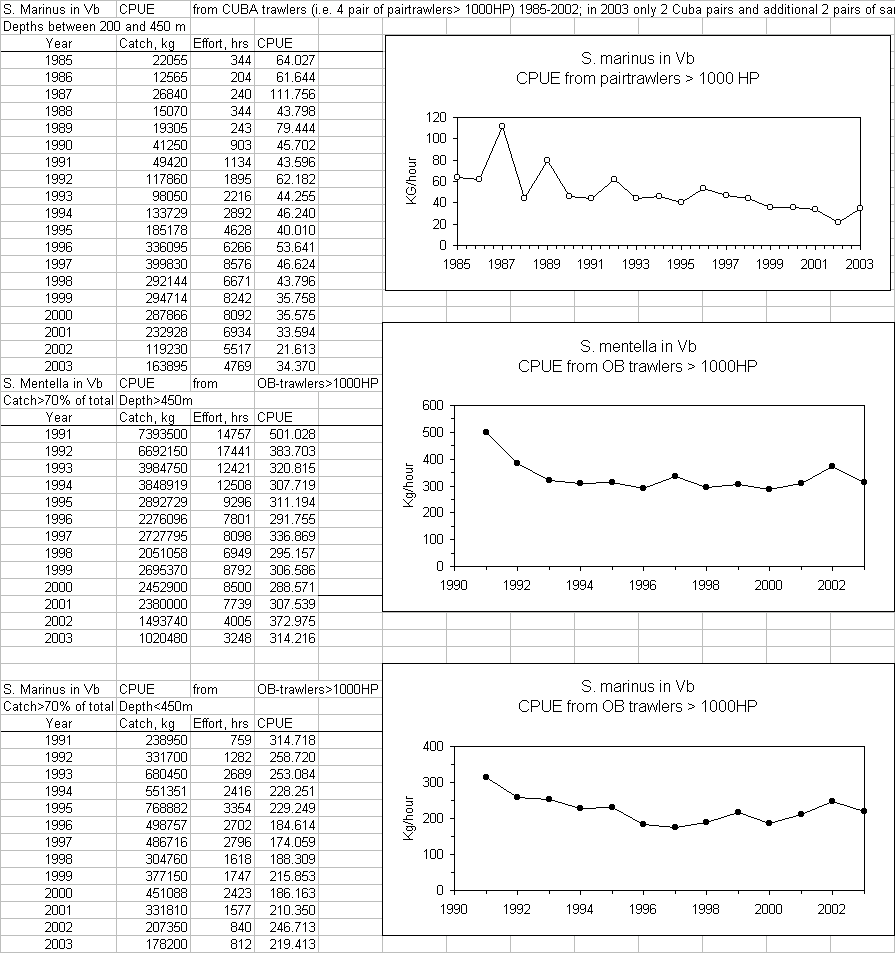 S. Marinus in Vb CPUE from CUBA trawlers (i.e. 4 pair of pairtrawlers> 1000HP) 1985-2002; in 2003 only 2 Cuba pairs and additional 2 pairs of
Depths between 200 and 450 m
Year Catch, kg Effort, hrs CPUE
1985 22055 344 64.027
1986 12565 204 61.644
1987 26840 240 111.756
1988 15070 344 43.798
1989 19305 243 79.444
1990 41250 903 45.702
1991 49420 1134 43.596
1992 117860 1895 62.182
1993 98050 2216 44.255
1994 133729 2892 46.240
1995 185178 4628 40.010
1996 336095 6266 53.641
1997 399830 8576 46.624
1998 292144 6671 43.796
1999 294714 8242 35.758
2000 287866 8092 35.575
2001 232928 6934 33.594
2002 119230 5517 21.613
2003 163895 4769 34.370
S. marinus in Vb
CPUE from pairtrawlers > 1000 HP
KG/hour
120
100
80
60
40
20
0
1985 1987 1989 1991 1993 1995 1997 1999 2001 2003
S. Mentella in Vb CPUE from OB-trawlers>1000HP
Catch>70% of total Depth>450m
Year Catch, kg Effort, hrs CPUE
1991 7393500 14757 501.028
1992 6692150 17441 383.703
1993 3984750 12421 320.815
1994 3848919 12508 307.719
1995 2892729 9296 311.194
1996 2276096 7801 291.755
1997 2727795 8098 336.869
1998 2051058 6949 295.157
1999 2695370 8792 306.586
2000 2452900 8500 288.571
2001 2380000 7739 307.539
2002 1493740 4005 372.975
2003 1020480 3248 314.216
S. mentella in Vb
CPUE from OB trawlers > 1000HP
Kg/hour
600
500
400
300
200
100
0
1990 1992 1994 1996 1998 2000 2002
S. Marinus in Vb CPUE from OB-trawlers>1000HP
Catch>70% of total Depth<450m
Year Catch, kg Effort, hrs CPUE
1991 238950 759 314.718
1992 331700 1282 258.720
1993 680450 2689 253.084
1994 551351 2416 228.251
1995 768882 3354 229.249
1996 498757 2702 184.614
1997 486716 2796 174.059
1998 304760 1618 188.309
1999 377150 1747 215.853
2000 451088 2423 186.163
2001 331810 1577 210.350
2002 207350 840 246.713
2003 178200 812 219.413
S. marinus in Vb
CPUE from OB trawlers > 1000HP
Kg/hour
400
300
200
100
0
1990 1992 1994 1996 1998 2000 2002